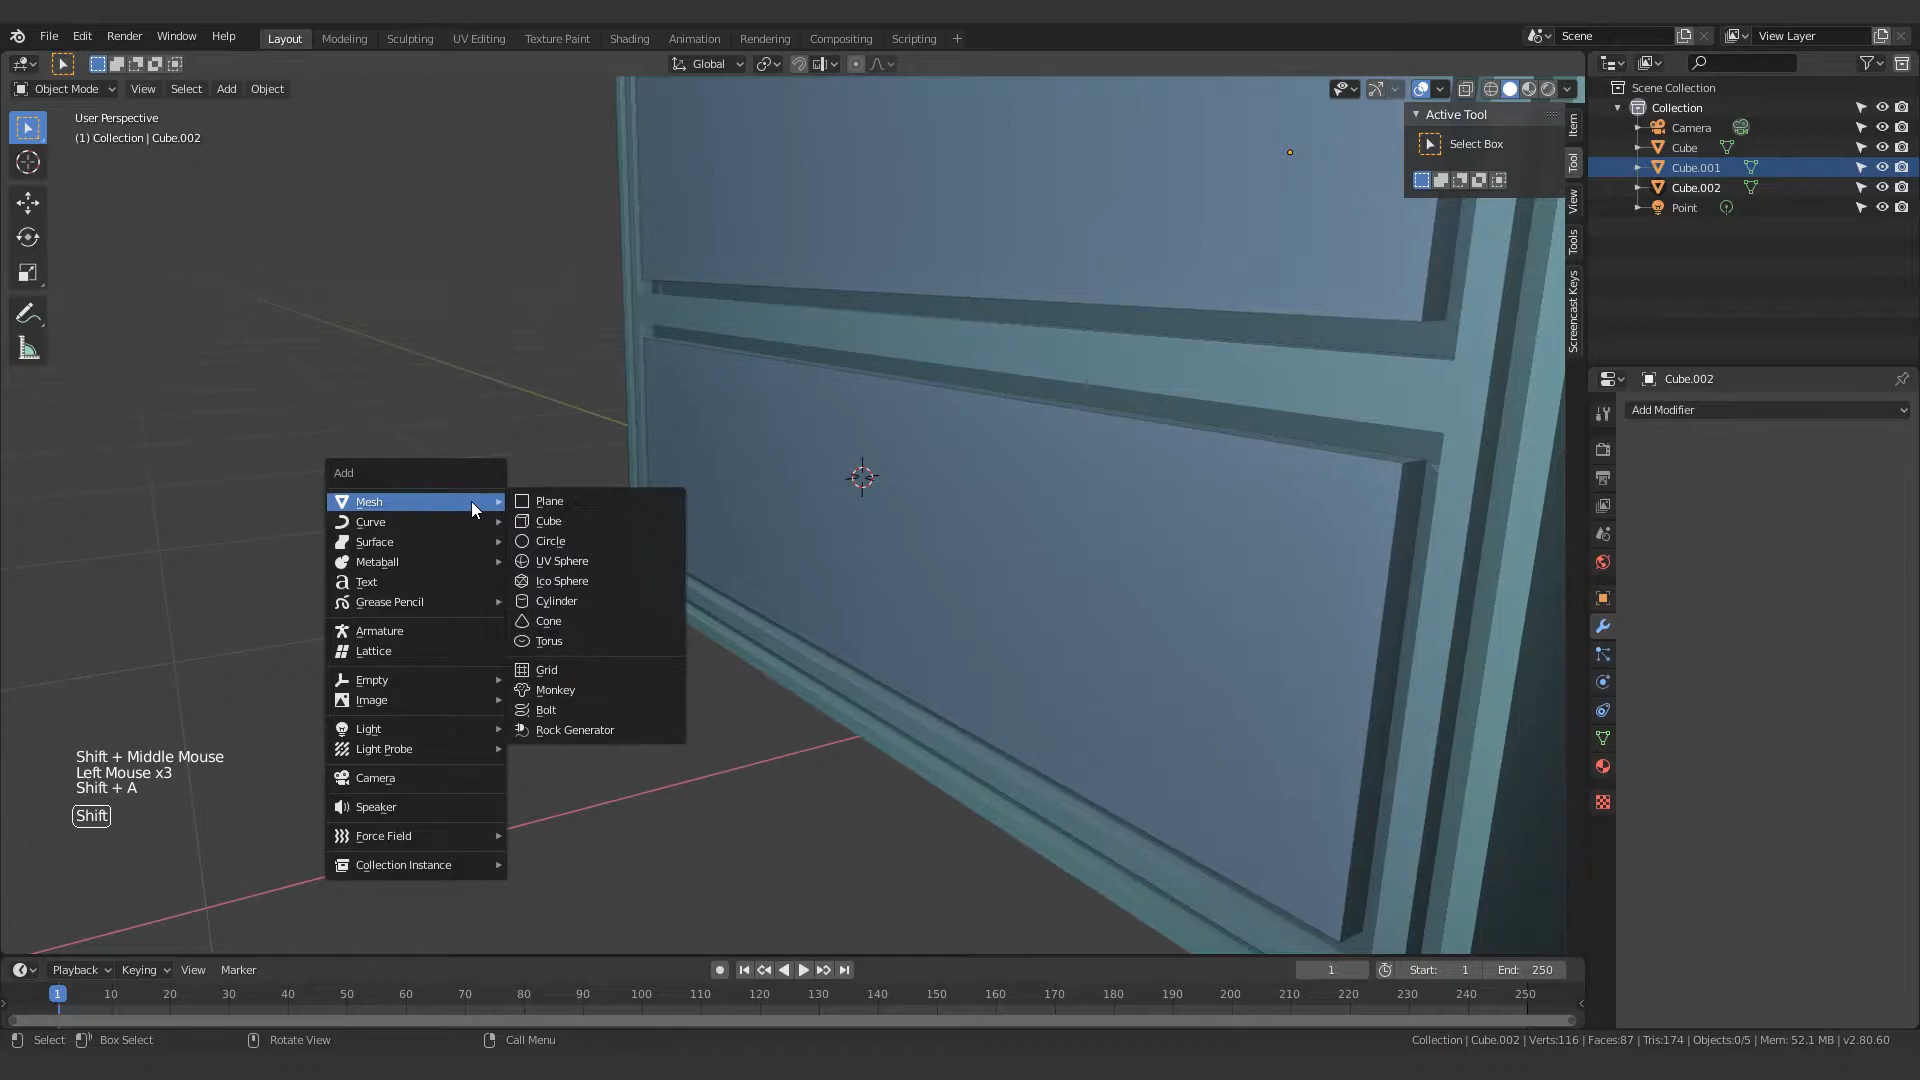 File Edit Render Window Help
Layout Modeling Sculpting UV Editing Texture Paint Shading Animation Rendering Compositing Scripting +
Scene
View Layer
Global
Object Mode View Select Add Object
User Perspective
(1) Collection | Cube.002
Active Tool
Select Box
Item
Tool
View
Tools
Screencast Keys
Scene Collection
Collection
Camera
Cube
Cube.001
Cube.002
Point
Cube.002
Add Modifier
Add
Mesh
Curve
Surface
Metaball
Text
Grease Pencil
Armature
Lattice
Empty
Image
Light
Light Probe
Camera
Speaker
Force Field
Collection Instance
Plane
Cube
Circle
UV Sphere
Ico Sphere
Cylinder
Cone
Torus
Grid
Monkey
Bolt
Rock Generator
Shift + Middle Mouse
Left Mouse x3
Shift + A
Shift
Playback Keying View Marker
1
Start: 1
End: 250
1 10 20 30 40 50 60 70 80 90 100 110 120 130 140 150 160 170 180 190 200 210 220 230 240 250
Select Box Select Rotate View Call Menu
Collection | Cube.002 | Verts:116 | Faces:87 | Tris:174 | Objects:0/5 | Mem: 52.1 MB | v2.80.60